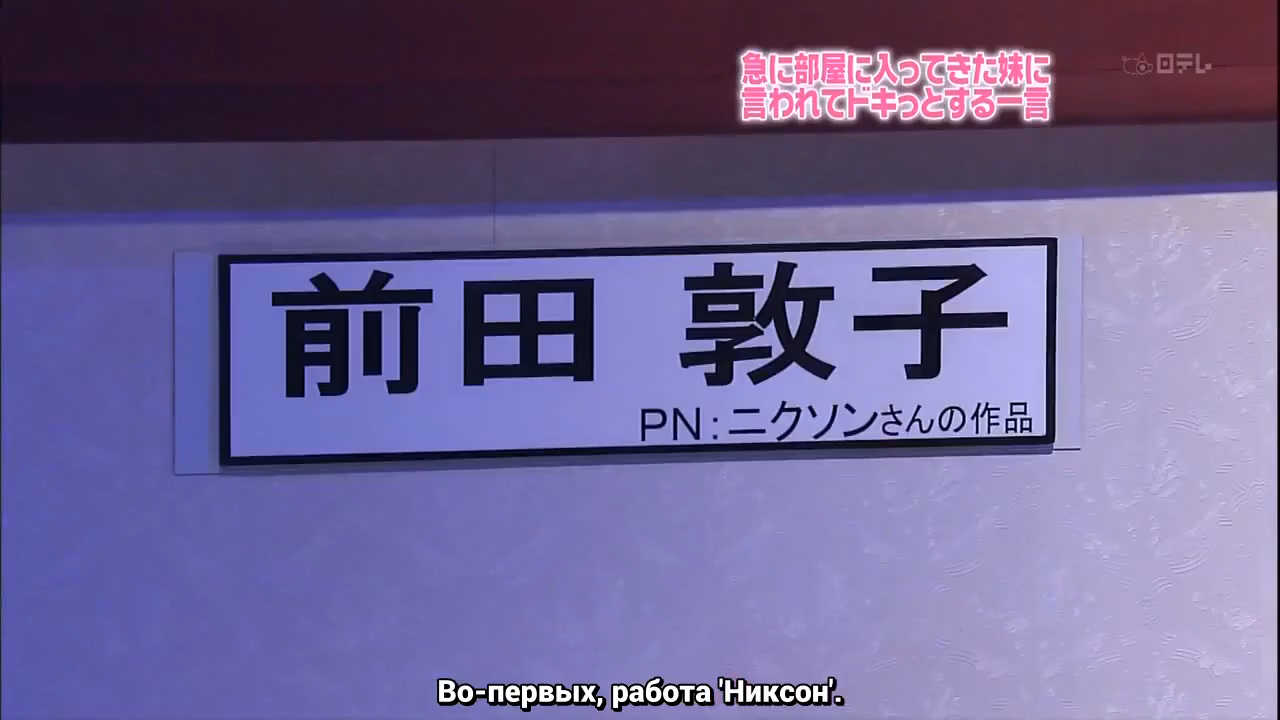 急に部屋に入ってきた妹に
言われてドキっとする一言
日テレ
前田 敦子
PN:ニクソンさんの作品
Во-первых, работа 'Никсон'.